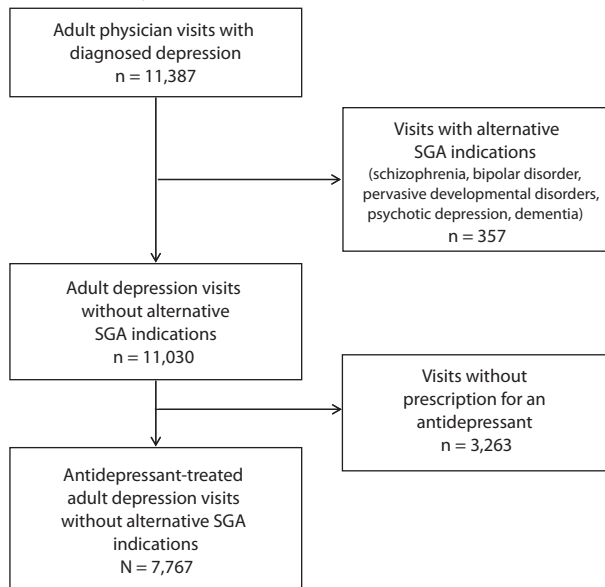 Adult physician visits with
diagnosed depression
n = 11,387
Visits with alternative
SGA indications
(schizophrenia, bipolar disorder,
pervasive developmental disorders,
psychotic depression, dementia)
n = 357
Adult depression visits
without alternative
SGA indications
n = 11,030
Visits without
prescription for an
antidepressant
n = 3,263
Antidepressant-treated
adult depression visits
without alternative SGA
indications
N = 7,767